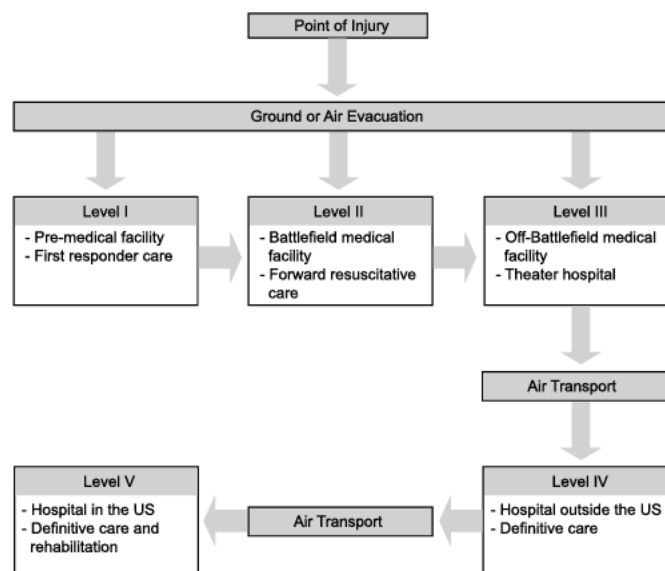 Point of Injury
Ground or Air Evacuation
Level I
- Pre-medical facility
- First responder care
Level II
- Battlefield medical
facility
- Forward resuscitative
care
Level III
- Off-Battlefield medical
facility
- Theater hospital
Air Transport
Level IV
- Hospital outside the US
- Definitive care
Air Transport
Level V
- Hospital in the US
- Definitive care and
rehabilitation